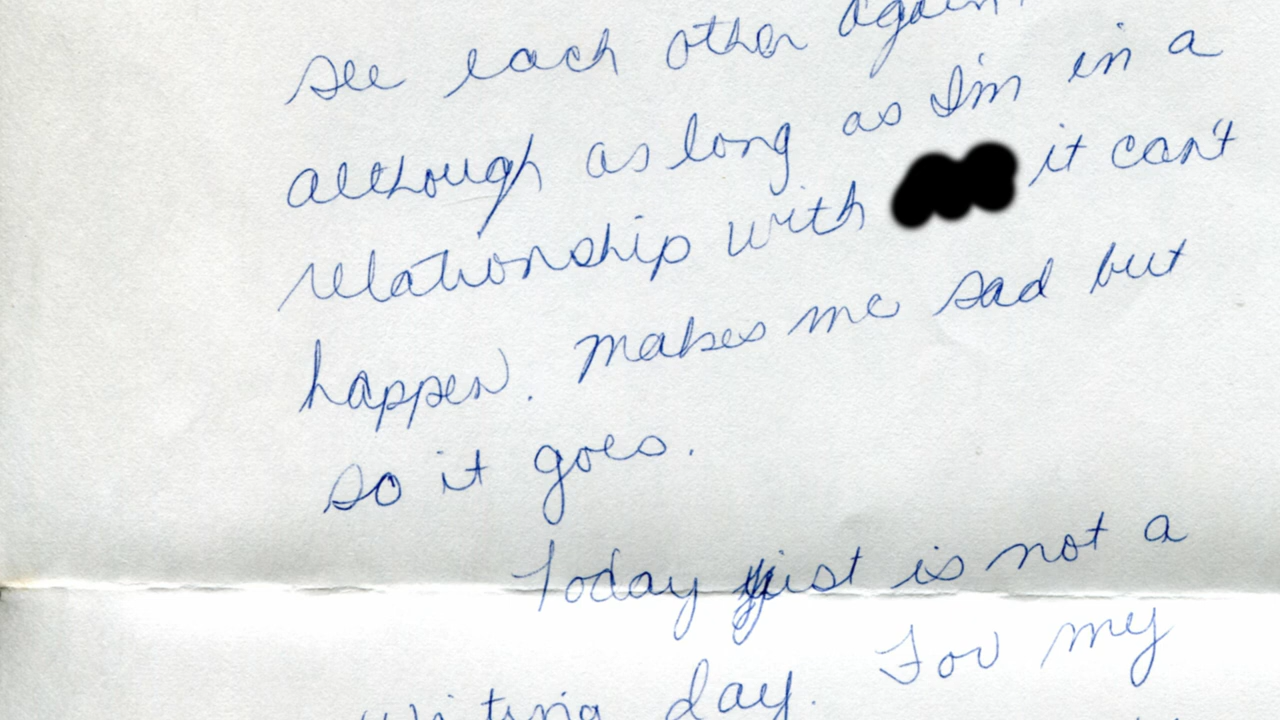 see each other again,
although as long as I'm in a
relationship with it can't
happen. Makes me sad but
so it goes.
Today just is not a
writing day. For my